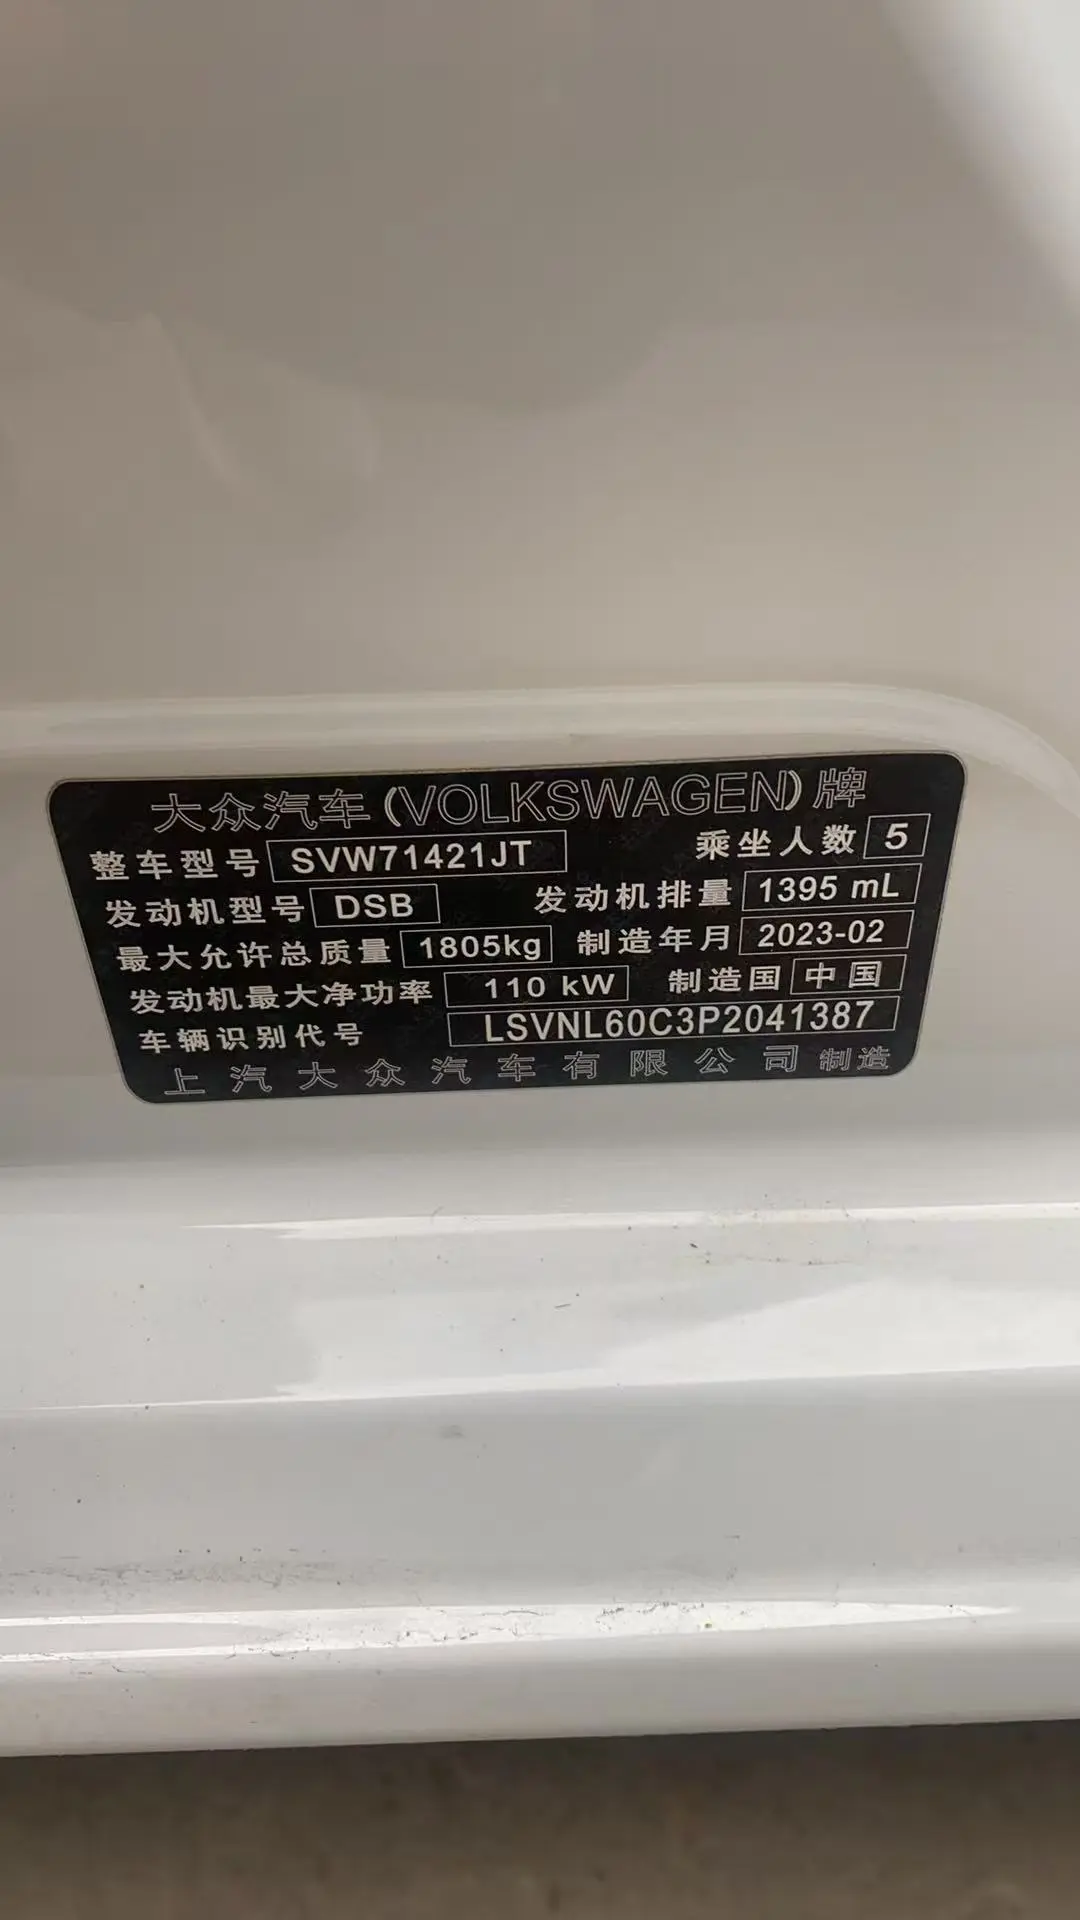 大众汽车(VOLKSWAGEN)牌
整车型号 SVW71421JT 乘坐人数 5
发动机型号 DSB 发动机排量 1395 mL
最大允许总质量 1805kg 制造年月 2023-02
发动机最大净功率 110 kW 制造国 中国
车辆识别代号 LSVNL60C3P2041387
上汽大众汽车有限公司制造